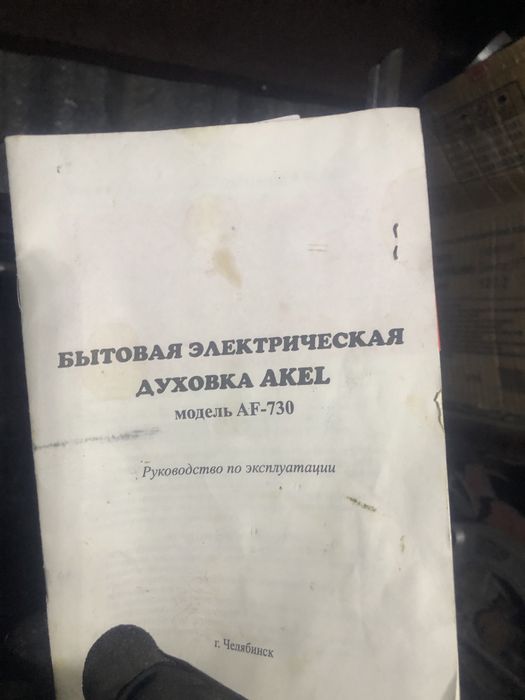 БЫТОВАЯ ЭЛЕКТРИЧЕСКАЯ
ДУХОВКА AKEL
модель AF-730
Руководство по эксплуатации
г. Челябинск